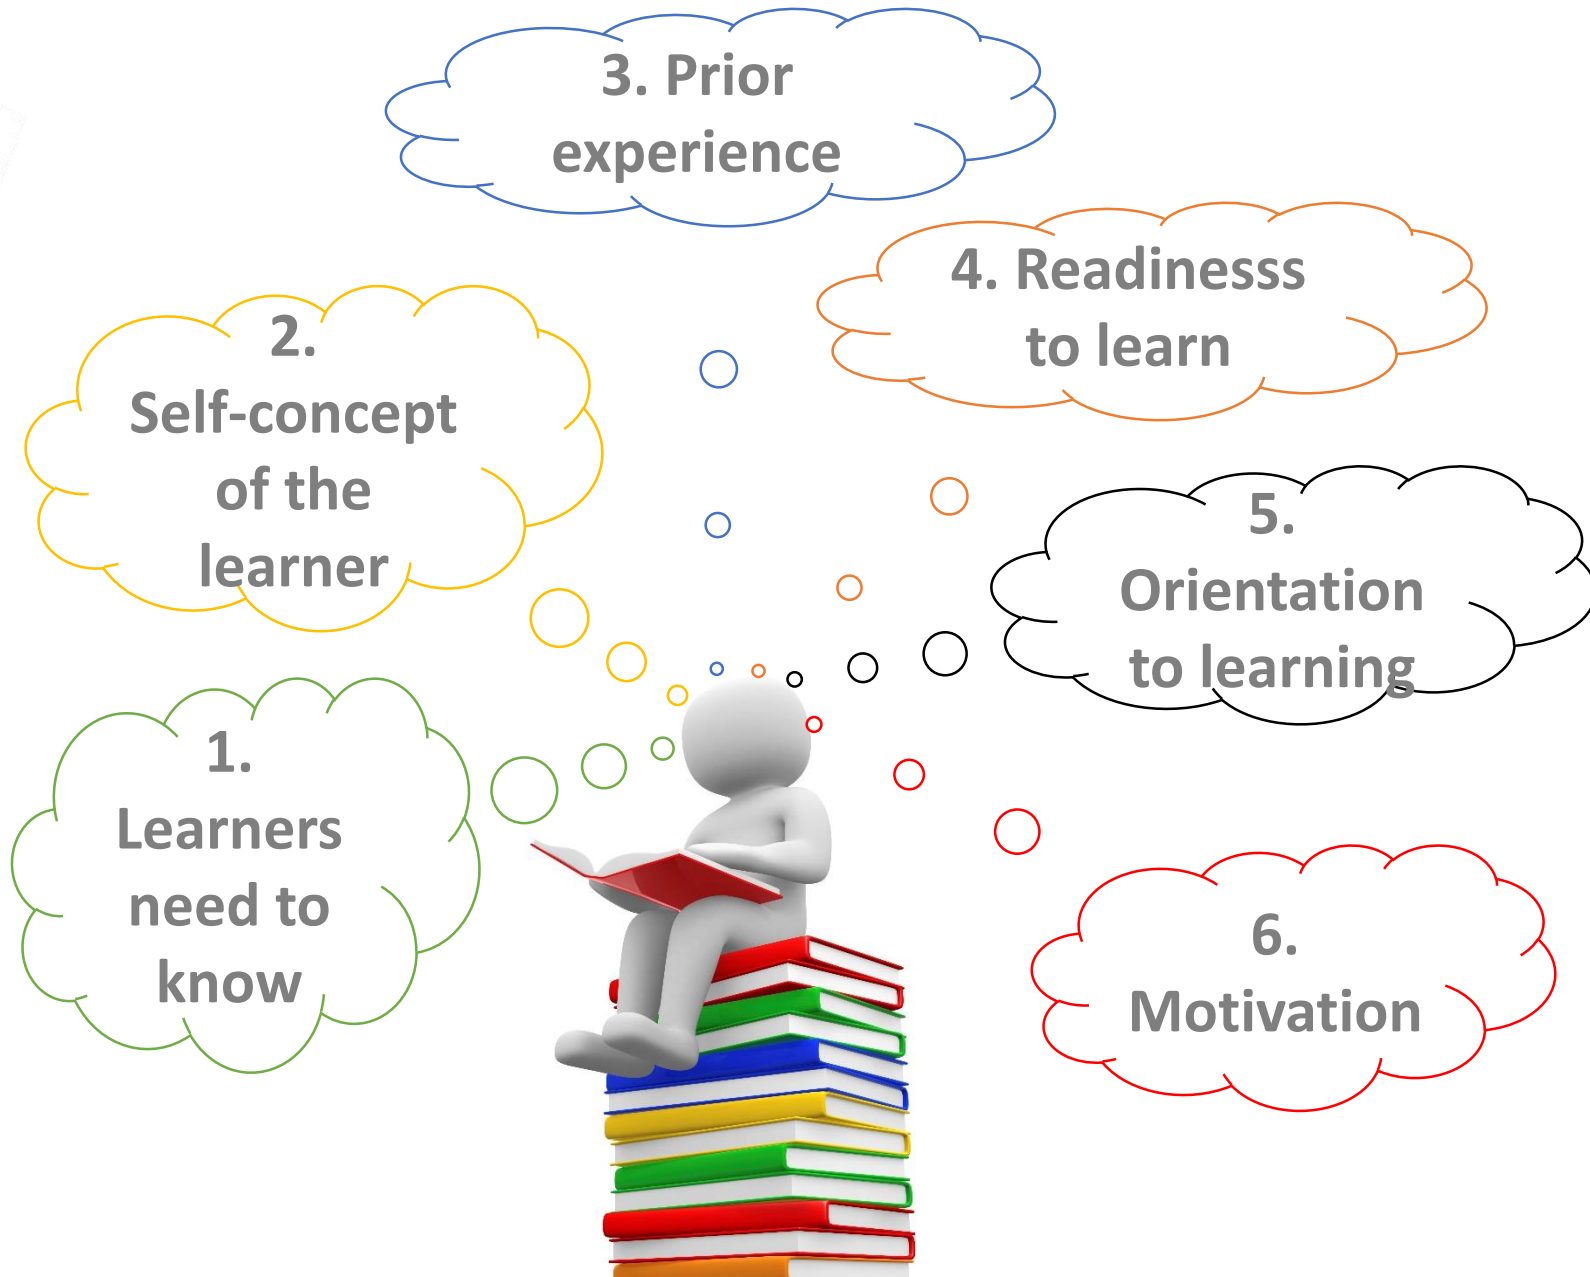 1.
Learners
need to
know
2.
Self-concept
of the
learner
3. Prior
experience
4. Readinesss
to learn
5.
Orientation
to learning
6.
Motivation